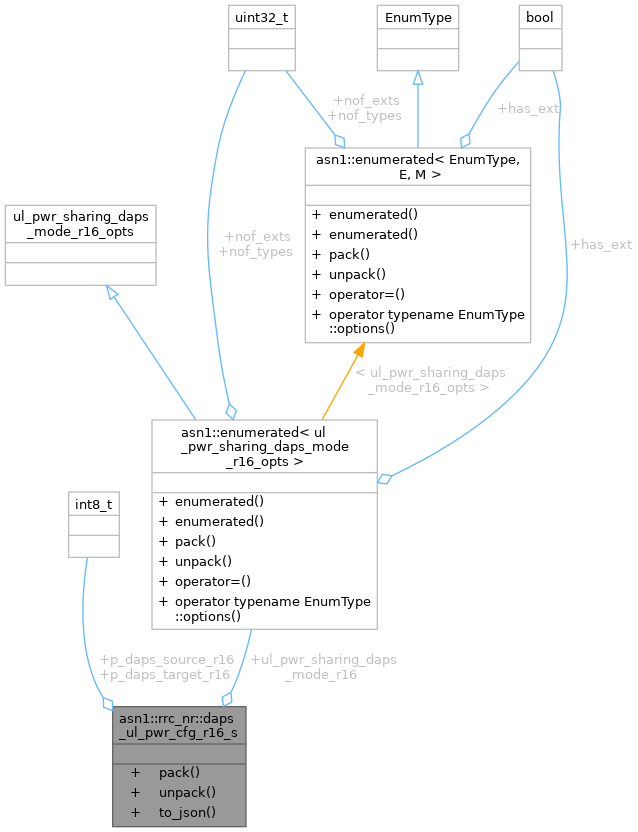 uint32_t
EnumType
bool
+nof_exts
+nof_types
+has_ext
asn1::enumerated< EnumType,
E, M >
+ enumerated()
+ enumerated()
+ pack()
+ unpack()
+ operator=()
+ operator typename EnumType
::options()
ul_pwr_sharing_daps
_mode_r16_opts
+nof_exts
+nof_types
+has_ext
< ul_pwr_sharing_daps
_mode_r16_opts >
asn1::enumerated< ul
_pwr_sharing_daps_mode
_r16_opts >
+ enumerated()
+ enumerated()
+ pack()
+ unpack()
+ operator=()
+ operator typename EnumType
::options()
int8_t
+p_daps_source_r16
+p_daps_target_r16
+ul_pwr_sharing_daps
_mode_r16
asn1::rrc_nr::daps
_ul_pwr_cfg_r16_s
+ pack()
+ unpack()
+ to_json()